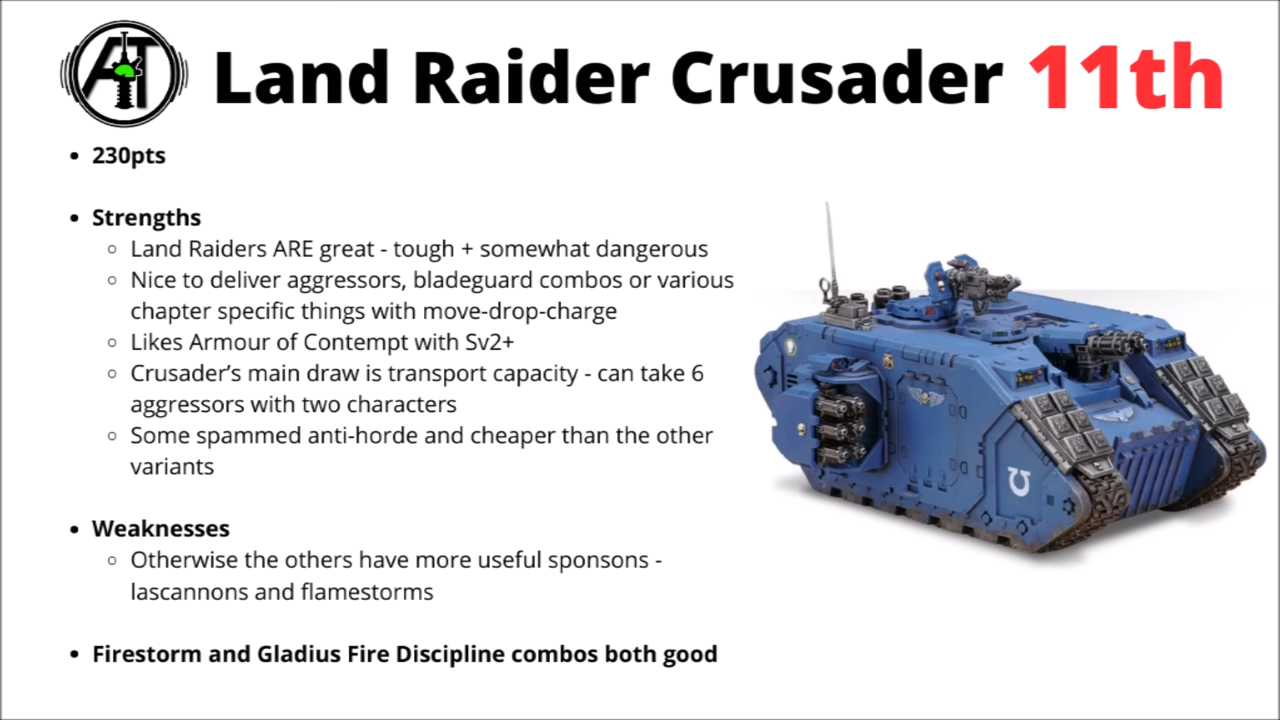 AT
Land Raider Crusader 11th
• 230pts
• Strengths
◦ Land Raiders ARE great - tough + somewhat dangerous
◦ Nice to deliver aggressors, bladeguard combos or various
chapter specific things with move-drop-charge
◦ Likes Armour of Contempt with Sv2+
◦ Crusader’s main draw is transport capacity - can take 6
aggressors with two characters
◦ Some spammed anti-horde and cheaper than the other
variants
• Weaknesses
◦ Otherwise the others have more useful sponsons -
lascannons and flamestorms
• Firestorm and Gladius Fire Discipline combos both good